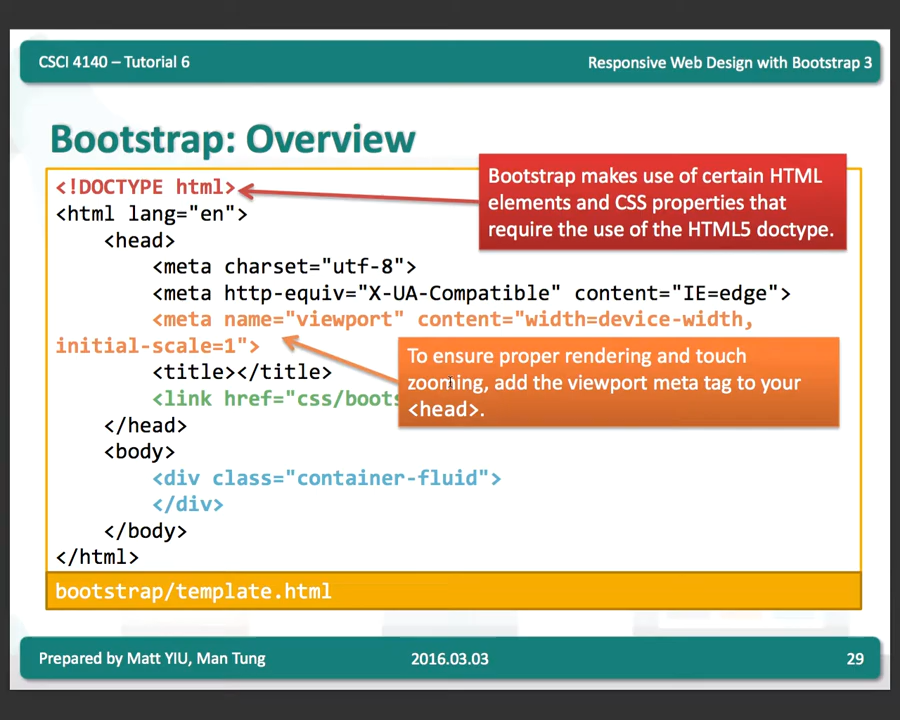 CSCI 4140 – Tutorial 6
Responsive Web Design with Bootstrap 3
Bootstrap: Overview
<!DOCTYPE html>
<html lang="en">
<head>
<meta charset="utf-8">
<meta http-equiv="X-UA-Compatible" content="IE=edge">
<meta name="viewport" content="width=device-width,
initial-scale=1">
<title></title>
<link href="css/boots
</head>
<body>
<div class="container-fluid">
</div>
</body>
</html>
Bootstrap makes use of certain HTML
elements and CSS properties that
require the use of the HTML5 doctype.
To ensure proper rendering and touch
zooming, add the viewport meta tag to your
<head>.
bootstrap/template.html
Prepared by Matt YIU, Man Tung
2016.03.03
29